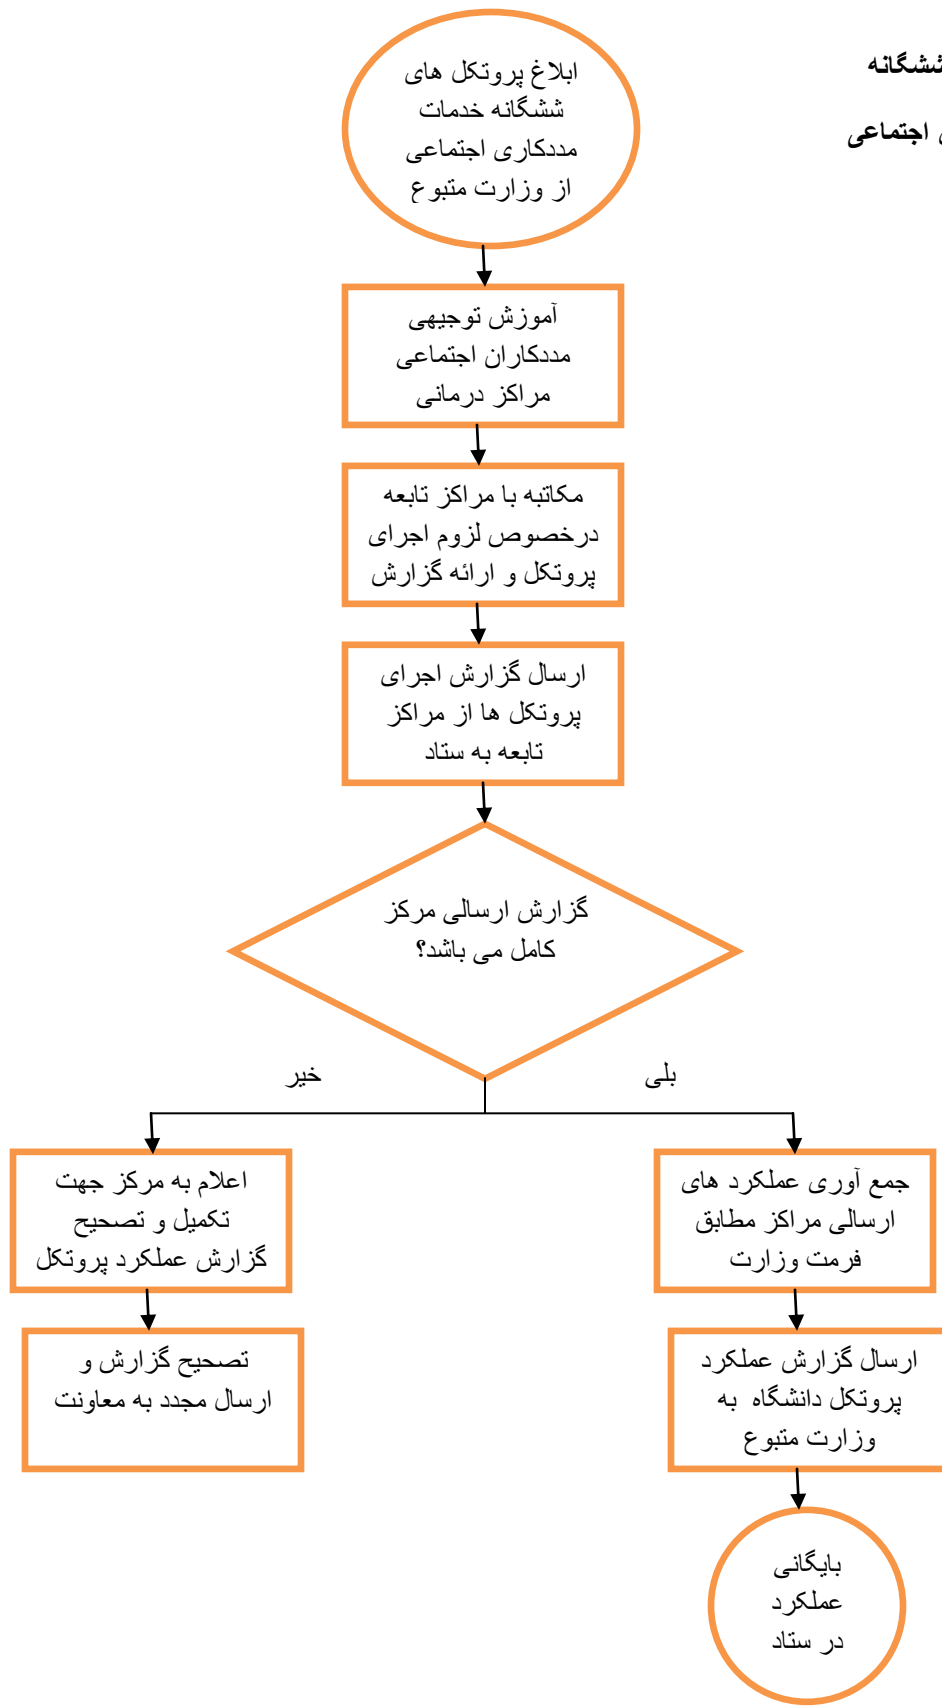 ششگانه
اجتماعی
ابلاغ پروتکل های
ششگانه خدمات
مددکاری اجتماعی
از وزارت متبوع
آموزش توجیهی
مددکاران اجتماعی
مراکز درمانی
مکاتبه با مراکز تابعه
درخصوص لزوم اجرای
پروتکل و ارائه گزارش
ارسال گزارش اجرای
پروتکل ها از مراکز
تابعه به ستاد
گزارش ارسالی مرکز
کامل می باشد؟
بلی
خیر
جمع آوری عملکرد های
ارسالی مراکز مطابق
فرمت وزارت
ارسال گزارش عملکرد
پروتکل دانشگاه به
وزارت متبوع
بایگانی
عملکرد
در ستاد
اعلام به مرکز جهت
تکمیل و تصحیح
گزارش عملکرد پروتکل
تصحیح گزارش و
ارسال مجدد به معاونت